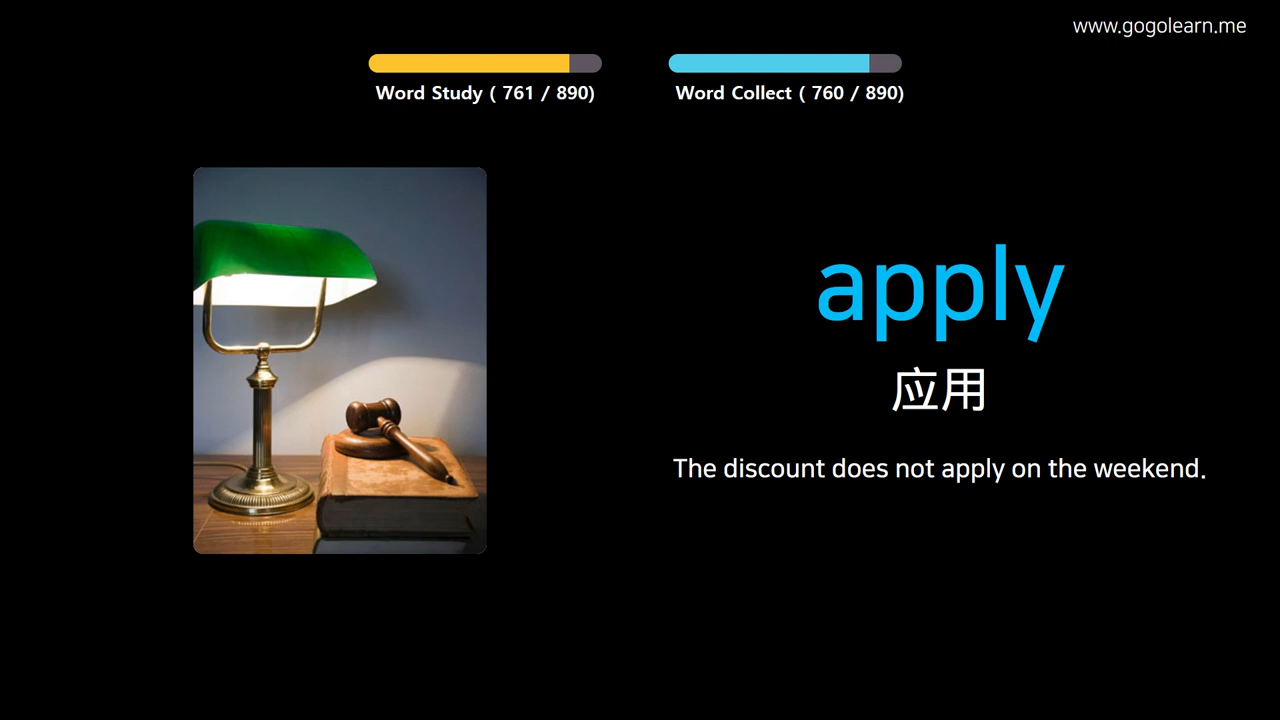 www.gogolearn.me
Word Study ( 761 / 890)
Word Collect ( 760 / 890)
apply
应用
The discount does not apply on the weekend.